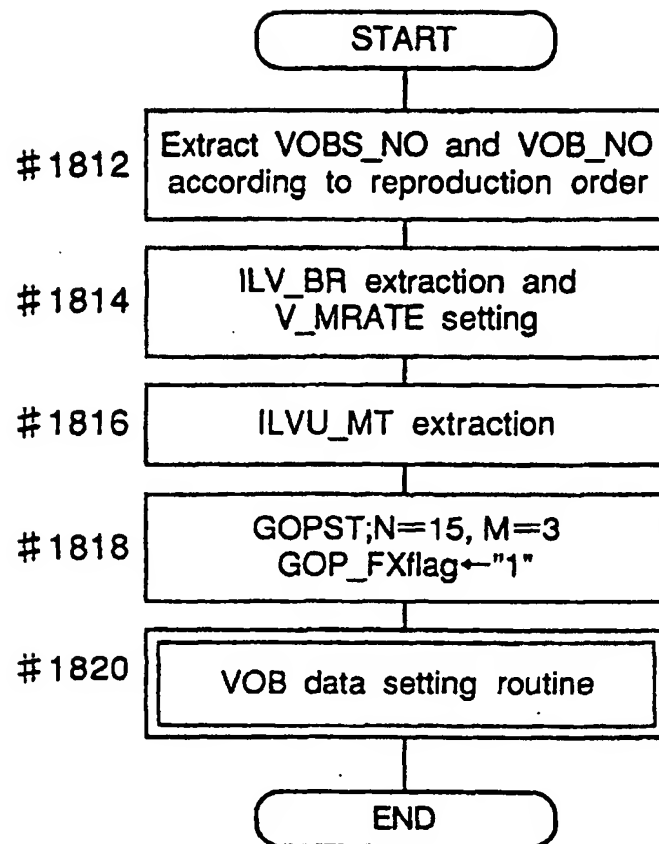 START
#1812
Extract VOBS_NO and VOB_NO
according to reproduction order
#1814
ILV_BR extraction and
V_MRATE setting
#1816
ILVU_MT extraction
#1818
GOPST;N=15, M=3
GOP_FXflag←"1"
#1820
VOB data setting routine
END